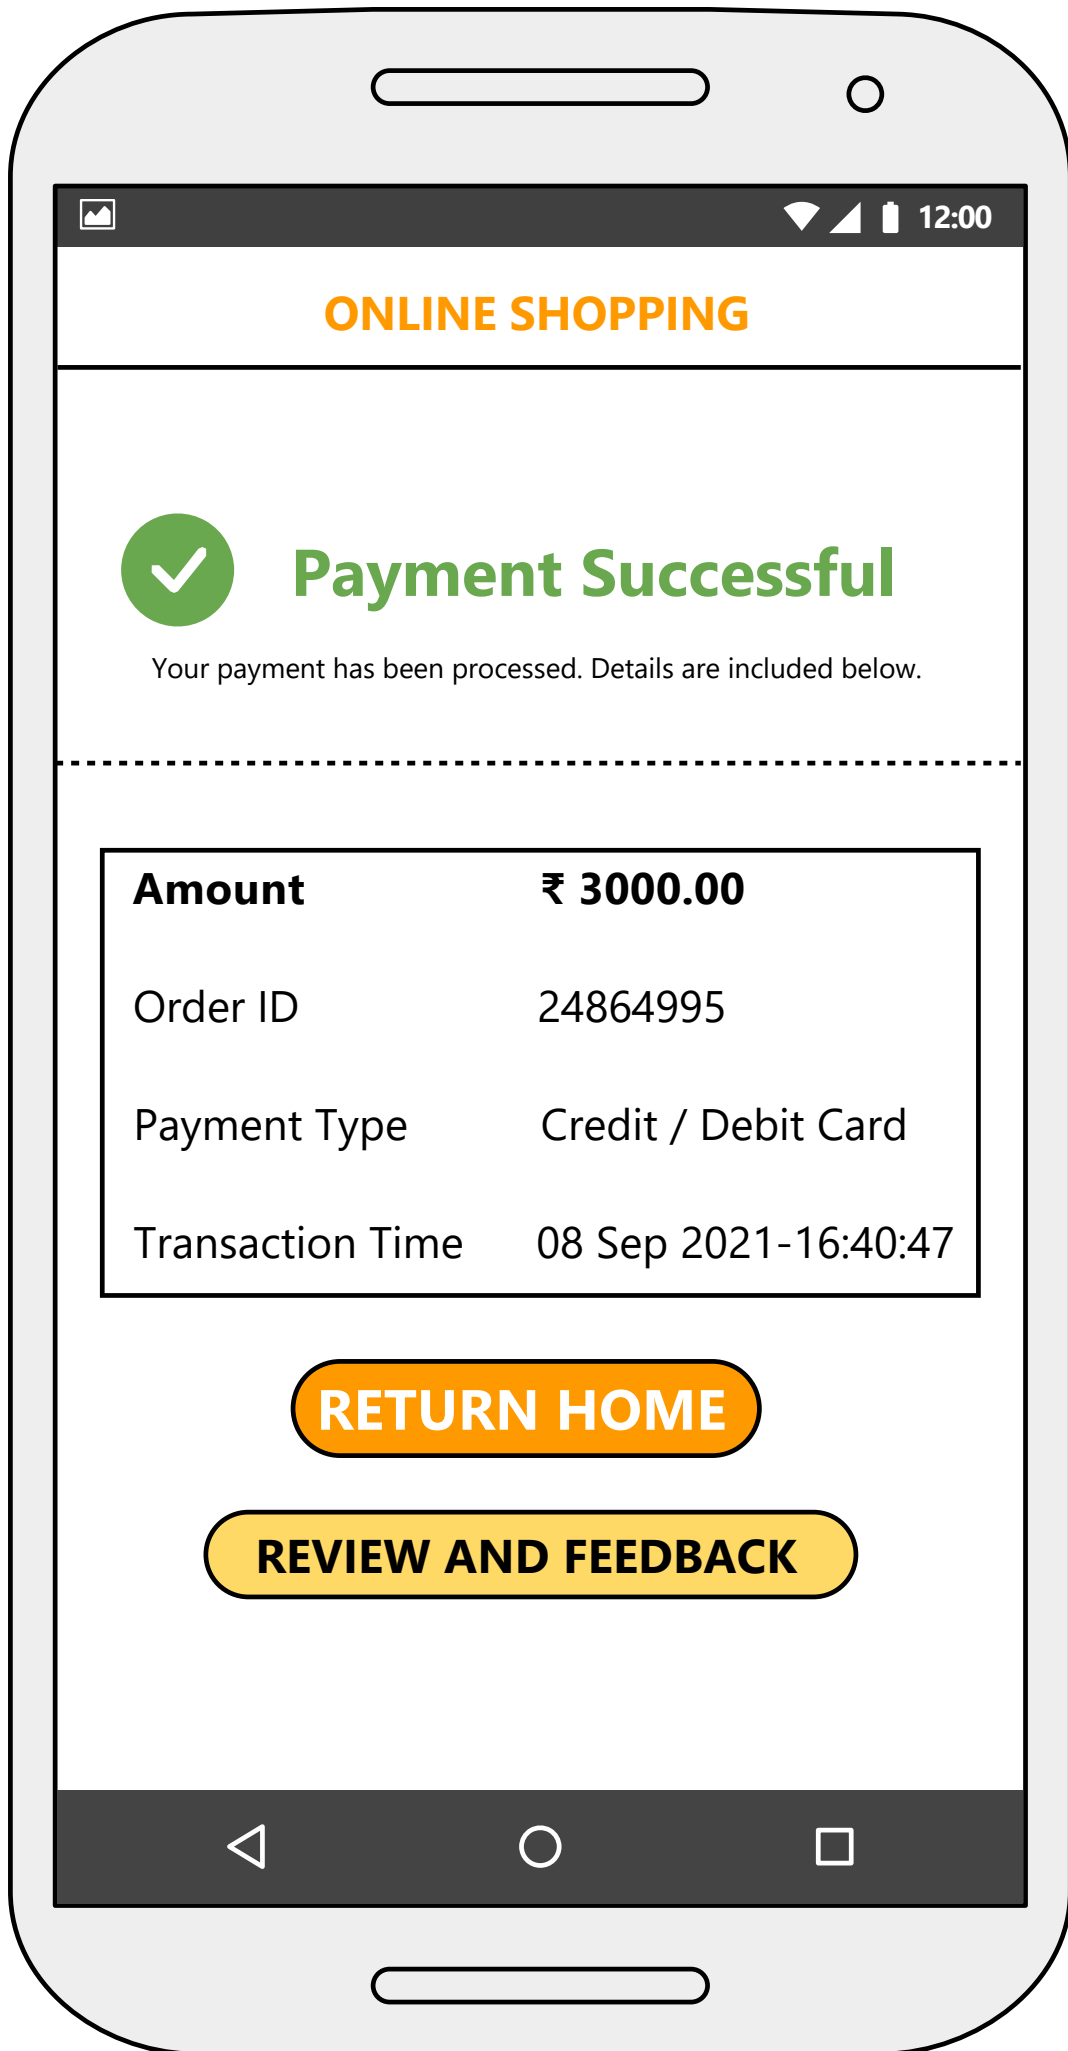 12:00
ONLINE SHOPPING
Payment Successful
Your payment has been processed. Details are included below.
Amount ₹ 3000.00
Order ID 24864995
Payment Type Credit / Debit Card
Transaction Time 08 Sep 2021-16:40:47
RETURN HOME
REVIEW AND FEEDBACK